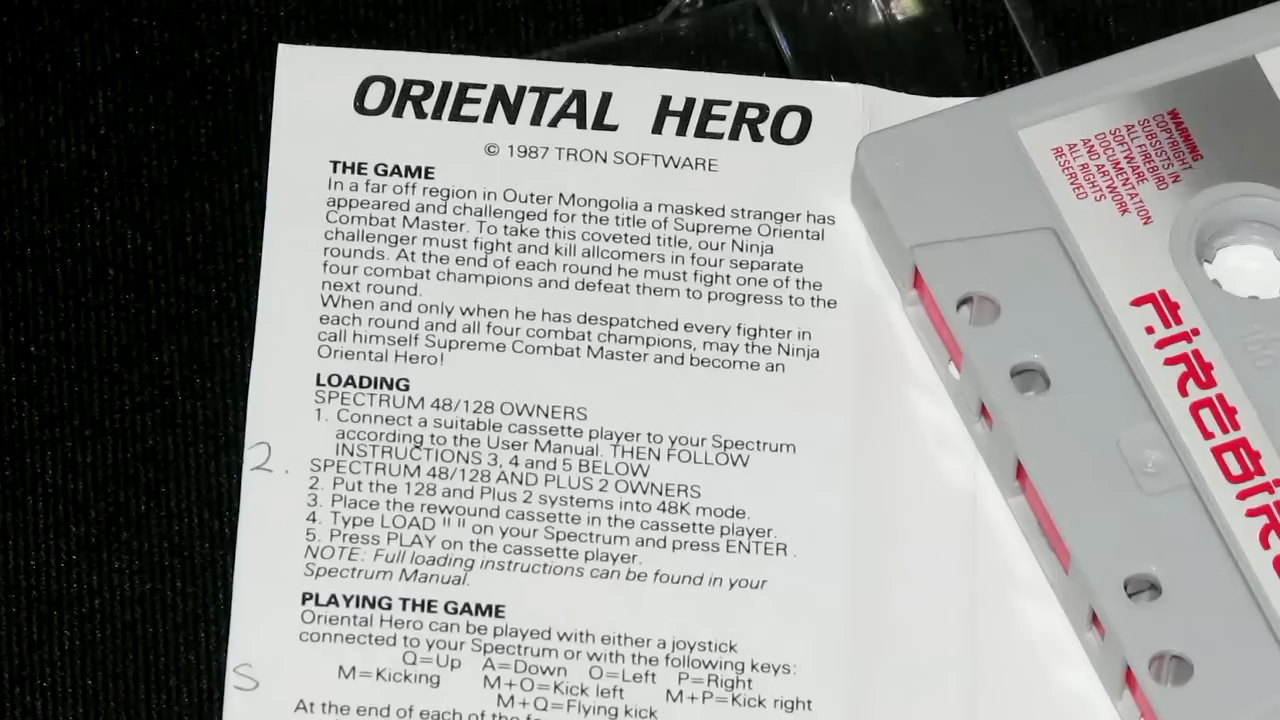 ORIENTAL HERO
© 1987 TRON SOFTWARE
THE GAME
In a far off region in Outer Mongolia a masked stranger has
appeared and challenged for the title of Supreme Oriental
Combat Master. To take this coveted title, our Ninja
challenger must fight and kill allcomers in four separate
rounds. At the end of each round he must fight one of the
four combat champions and defeat them to progress to the
next round.
When and only when he has despatched every fighter in
each round and all four combat champions, may the Ninja
call himself Supreme Combat Master and become an
Oriental Hero!
LOADING
SPECTRUM 48/128 OWNERS
1. Connect a suitable cassette player to your Spectrum
according to the User Manual. THEN FOLLOW
INSTRUCTIONS 3, 4 and 5 BELOW
2.
SPECTRUM 48/128 AND PLUS 2 OWNERS
2. Put the 128 and Plus 2 systems into 48K mode.
3. Place the rewound cassette in the cassette player.
4. Type LOAD " " on your Spectrum and press ENTER .
5. Press PLAY on the cassette player.
NOTE: Full loading instructions can be found in your
Spectrum Manual.
PLAYING THE GAME
Oriental Hero can be played with either a joystick
connected to your Spectrum or with the following keys:
Q=Up A=Down O=Left P=Right
M=Kicking M+O=Kick left M+P=Kick right
S
M+Q=Flying kick
At the end of each of the
WARNING
COPYRIGHT
SUBSISTS IN
ALL FIREBIRD
SOFTWARE
DOCUMENTATION
AND ARTWORK
ALL RIGHTS
RESERVED
FIREBIRD